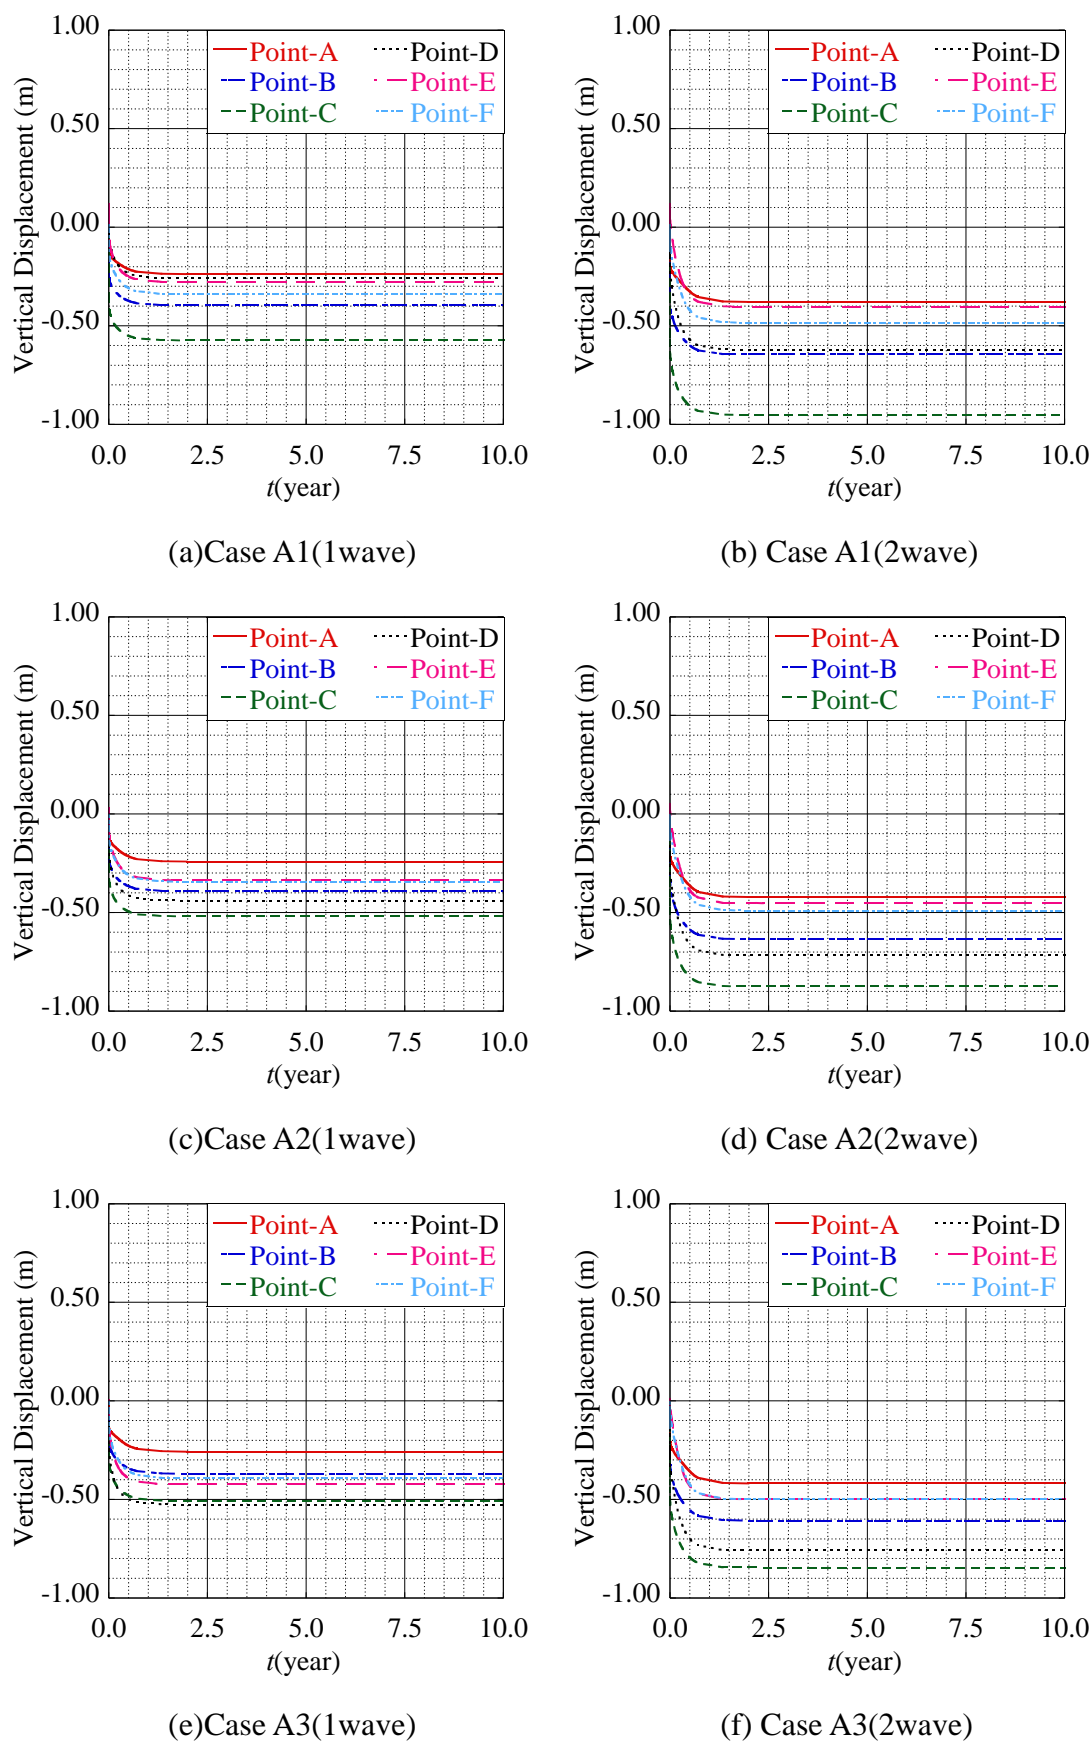 1.00
0.50
0.00
-0.50
-1.00
Vertical Displacement (m)
Point-A Point-D
Point-B Point-E
Point-C Point-F
0.0 2.5 5.0 7.5 10.0
t(year)
(a)Case A1(1wave)
1.00
0.50
0.00
-0.50
-1.00
Vertical Displacement (m)
Point-A Point-D
Point-B Point-E
Point-C Point-F
0.0 2.5 5.0 7.5 10.0
t(year)
(b) Case A1(2wave)
1.00
0.50
0.00
-0.50
-1.00
Vertical Displacement (m)
Point-A Point-D
Point-B Point-E
Point-C Point-F
0.0 2.5 5.0 7.5 10.0
t(year)
(c)Case A2(1wave)
1.00
0.50
0.00
-0.50
-1.00
Vertical Displacement (m)
Point-A Point-D
Point-B Point-E
Point-C Point-F
0.0 2.5 5.0 7.5 10.0
t(year)
(d) Case A2(2wave)
1.00
0.50
0.00
-0.50
-1.00
Vertical Displacement (m)
Point-A Point-D
Point-B Point-E
Point-C Point-F
0.0 2.5 5.0 7.5 10.0
t(year)
(e)Case A3(1wave)
1.00
0.50
0.00
-0.50
-1.00
Vertical Displacement (m)
Point-A Point-D
Point-B Point-E
Point-C Point-F
0.0 2.5 5.0 7.5 10.0
t(year)
(f) Case A3(2wave)